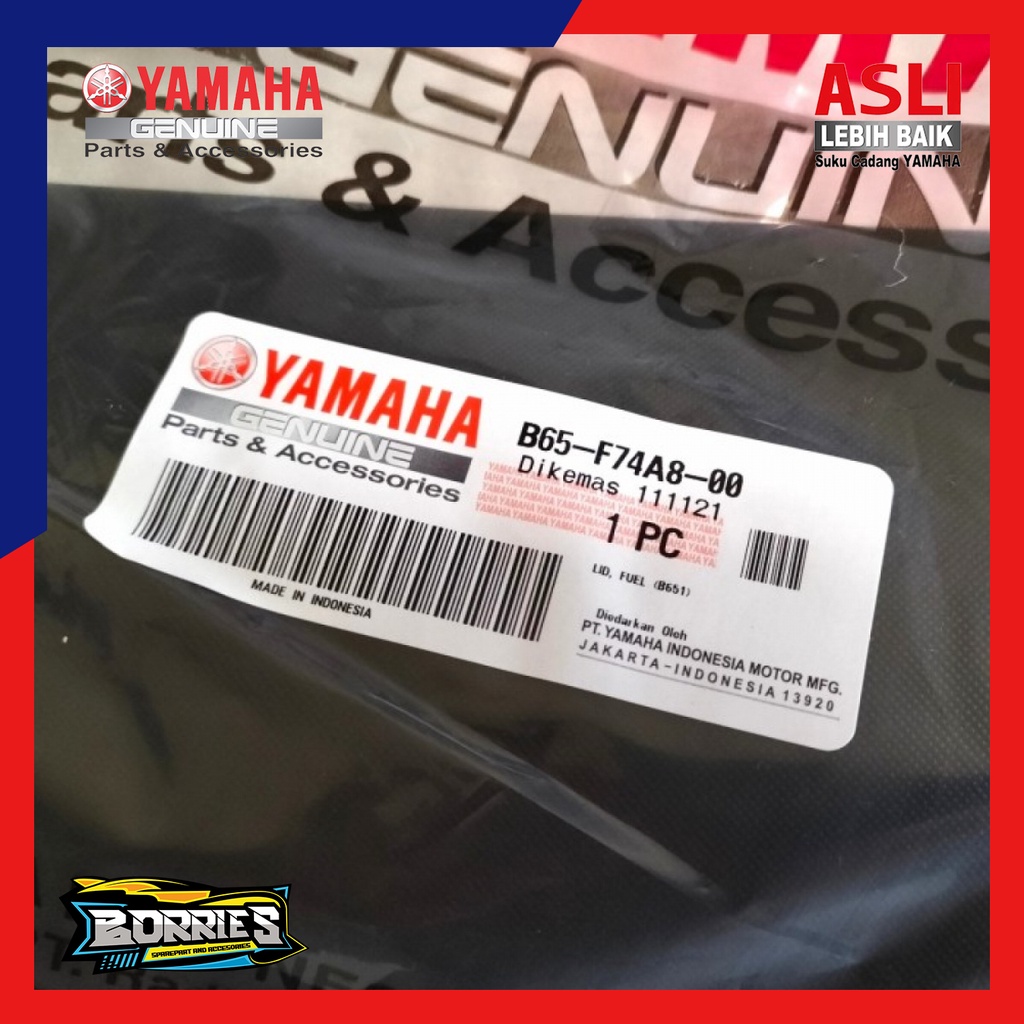 YAMAHA
GENUINE
Parts & Accessories
ASLI
LEBIH BAIK
Suku Cadang YAMAHA
GENUIN
& Access
YAMAHA
GENUINE
Parts & Accessories
B65-F74A8-00
Dikemas 111121
1 PC
LID, FUEL (B651)
MADE IN INDONESIA
Diedarkan Oleh
PT. YAMAHA INDONESIA MOTOR MFG.
JAKARTA-INDONESIA 13920
BORRIES
SPAREPART AND ACCESORIES